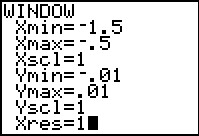 WINDOW
Xmin=-1.5
Xmax=-.5
Xscl=1
Ymin=-.01
Ymax=.01
Yscl=1
Xres=1